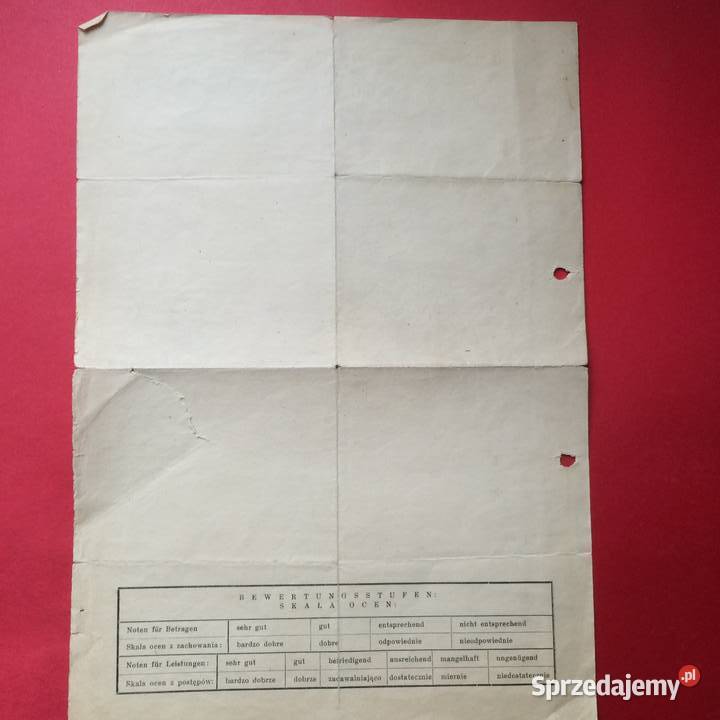 BEWERTUNGSSTUFEN:
SKALA OCEN:
Noten für Betragen sehr gut gut entsprechend nicht entsprechend
Skala ocen z zachowania: bardzo dobre dobre odpowiednie nieodpowiednie
Noten für Leistungen: sehr gut gut befriedigend ausreichend mangelhaft ungenügend
Skala ocen z postępów: bardzo dobrze dobrze zadawalniająco dostatecznie miernie niedostatecznie
Sprzedajemy.pl